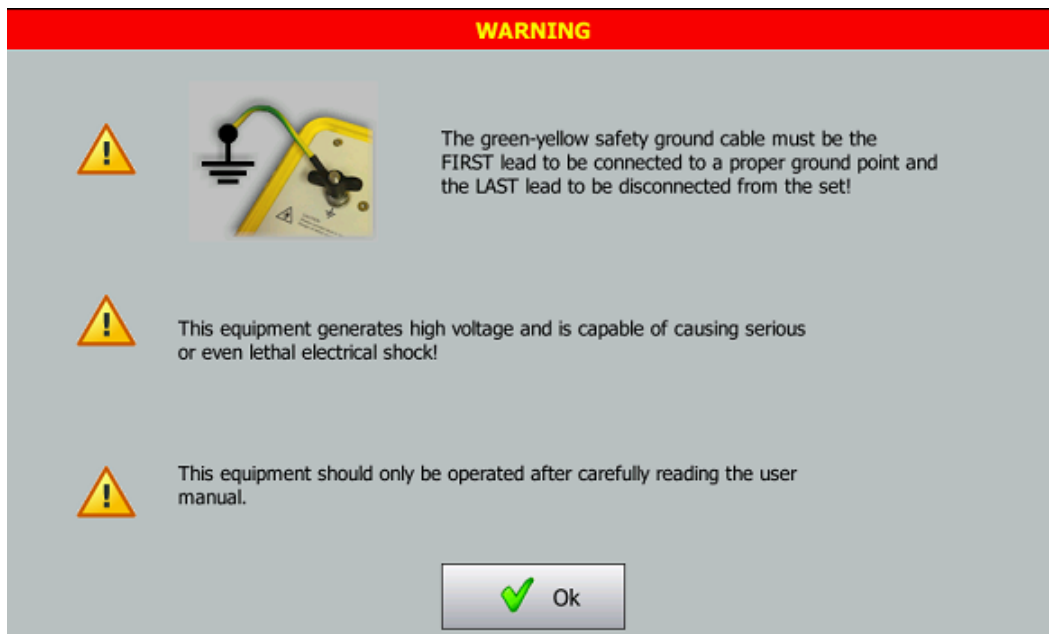 WARNING
The green-yellow safety ground cable must be the
FIRST lead to be connected to a proper ground point and
the LAST lead to be disconnected from the set!
This equipment generates high voltage and is capable of causing serious
or even lethal electrical shock!
This equipment should only be operated after carefully reading the user
manual.
Ok